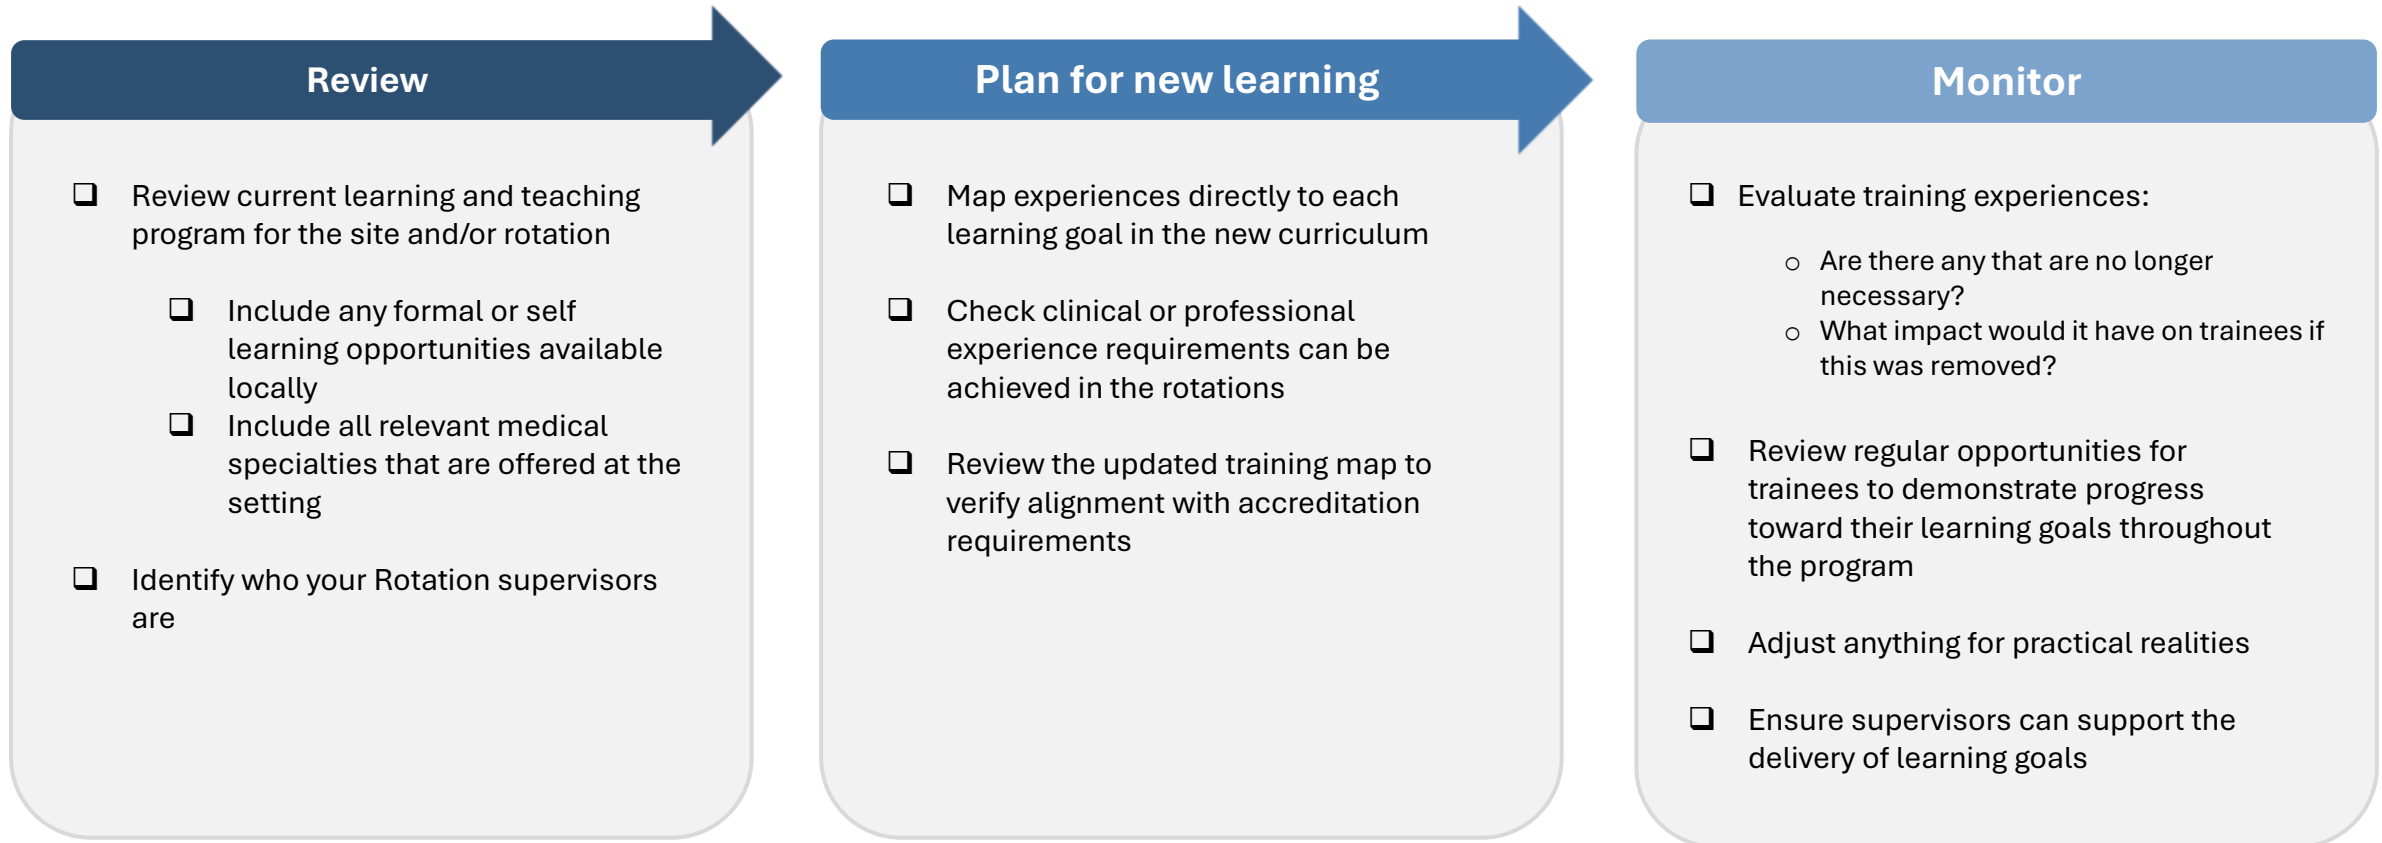 Review
Review current learning and teaching
program for the site and/or rotation
Include any formal or self
learning opportunities available
locally
Include all relevant medical
specialties that are offered at the
setting
Identify who your Rotation supervisors
are
Plan for new learning
Map experiences directly to each
learning goal in the new curriculum
Check clinical or professional
experience requirements can be
achieved in the rotations
Review the updated training map to
verify alignment with accreditation
requirements
Monitor
Evaluate training experiences:
Are there any that are no longer
necessary?
What impact would it have on trainees if
this was removed?
Review regular opportunities for
trainees to demonstrate progress
toward their learning goals throughout
the program
Adjust anything for practical realities
Ensure supervisors can support the
delivery of learning goals